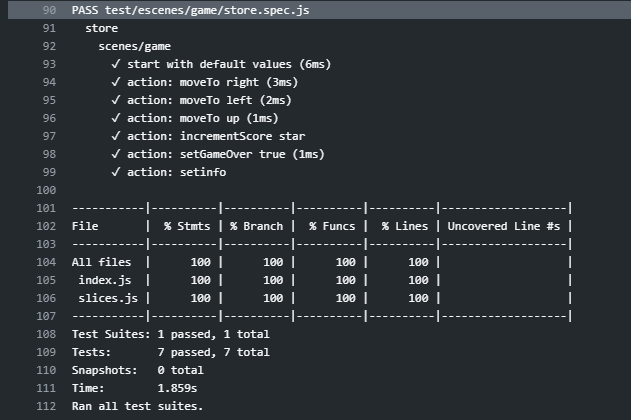 90 PASS test/escenes/game/store.spec.js
91   store
92     scenes/game
93       ✓ start with default values (6ms)
94       ✓ action: moveTo right (3ms)
95       ✓ action: moveTo left (2ms)
96       ✓ action: moveTo up (1ms)
97       ✓ action: incrementScore star
98       ✓ action: setGameOver true (1ms)
99       ✓ action: setinfo
100
101 -----------|----------|----------|----------|----------|-------------------|
102 File       |  % Stmts | % Branch |  % Funcs |  % Lines | Uncovered Line #s |
103 -----------|----------|----------|----------|----------|-------------------|
104 All files  |      100 |      100 |      100 |      100 |                   |
105  index.js  |      100 |      100 |      100 |      100 |                   |
106  slices.js |      100 |      100 |      100 |      100 |                   |
107 -----------|----------|----------|----------|----------|-------------------|
108 Test Suites: 1 passed, 1 total
109 Tests:       7 passed, 7 total
110 Snapshots:   0 total
111 Time:        1.859s
112 Ran all test suites.